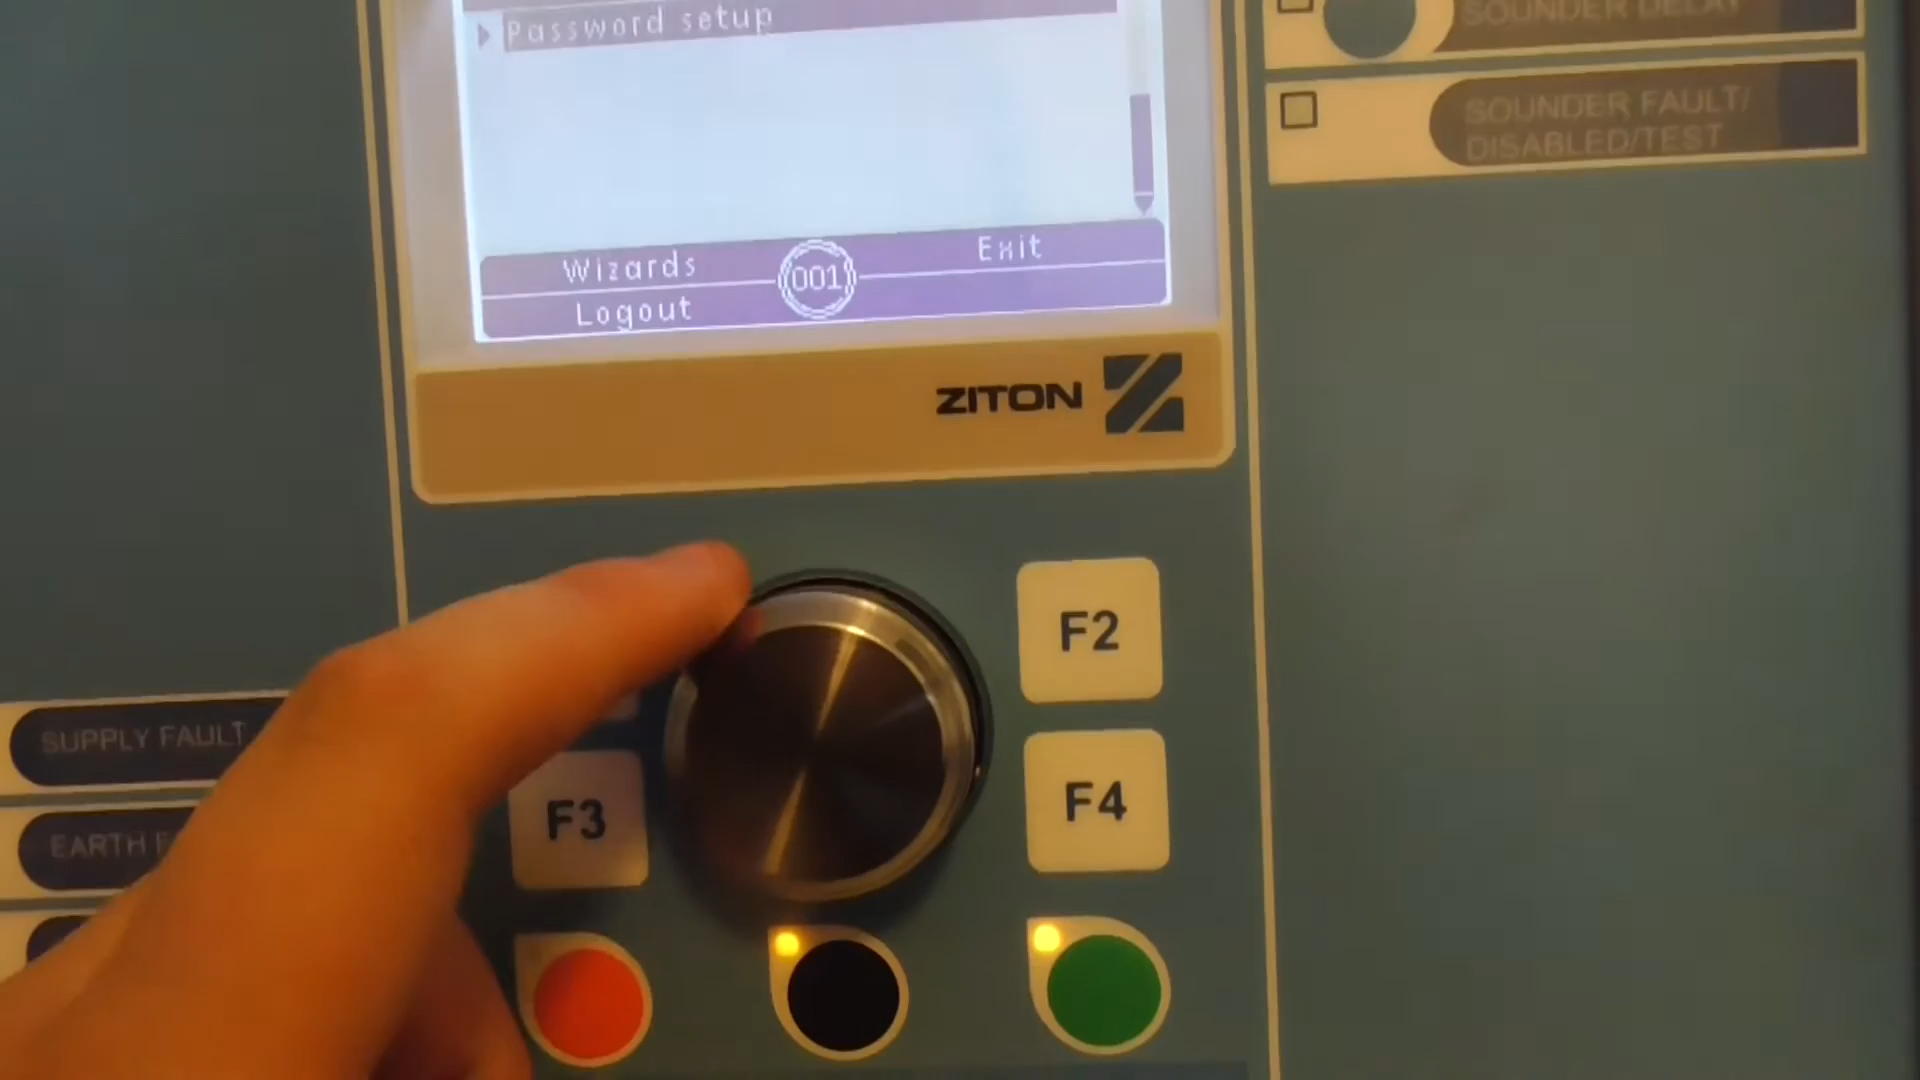 Password setup
SOUNDER DELAY
SOUNDER FAULT/
DISABLED/TEST
Wizards
Exit
001
Logout
ZITON
F2
SUPPLY FAULT
F3
F4
EARTH